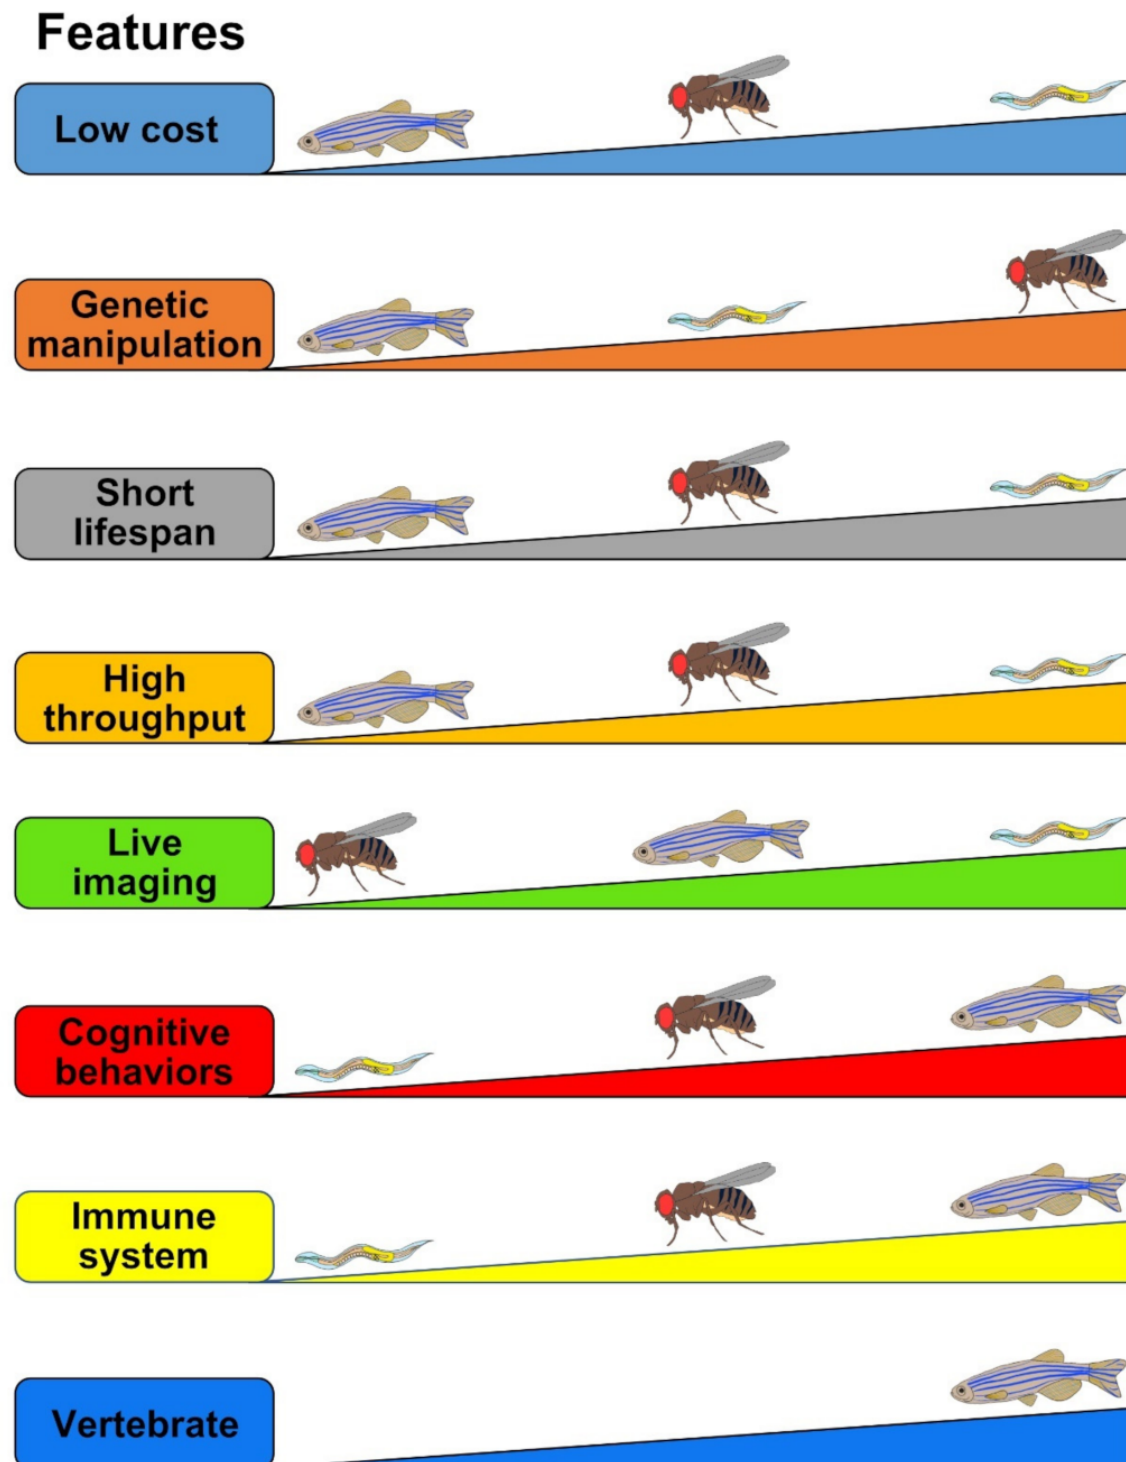 Features
Low cost
Genetic
manipulation
Short
lifespan
High
throughput
Live
imaging
Cognitive
behaviors
Immune
system
Vertebrate